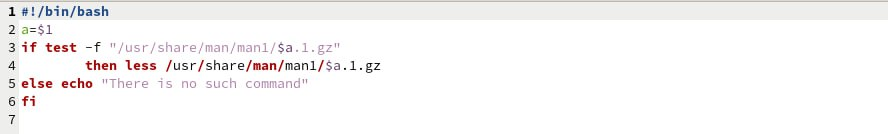 1 #!/bin/bash
2 a=$1
3 if test -f "/usr/share/man/man1/$a.1.gz"
4         then less /usr/share/man/man1/$a.1.gz
5 else echo "There is no such command"
6 fi
7